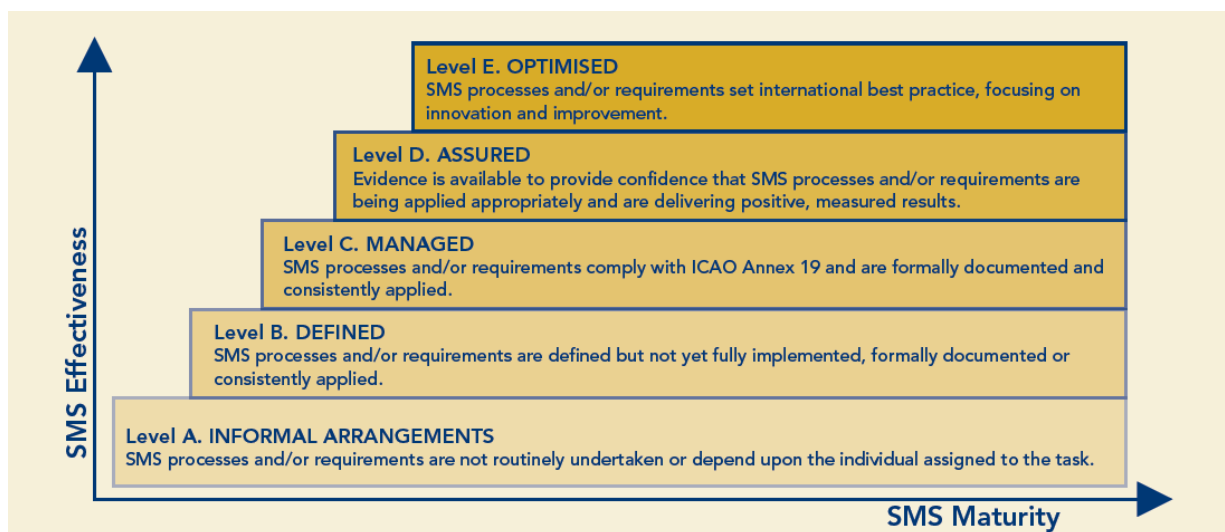 Level E. OPTIMISED
SMS processes and/or requirements set international best practice, focusing on
innovation and improvement.
Level D. ASSURED
Evidence is available to provide confidence that SMS processes and/or requirements are
being applied appropriately and are delivering positive, measured results.
Level C. MANAGED
SMS processes and/or requirements comply with ICAO Annex 19 and are formally documented and
consistently applied.
Level B. DEFINED
SMS processes and/or requirements are defined but not yet fully implemented, formally documented or
consistently applied.
Level A. INFORMAL ARRANGEMENTS
SMS processes and/or requirements are not routinely undertaken or depend upon the individual assigned to the task.
SMS Effectiveness
SMS Maturity